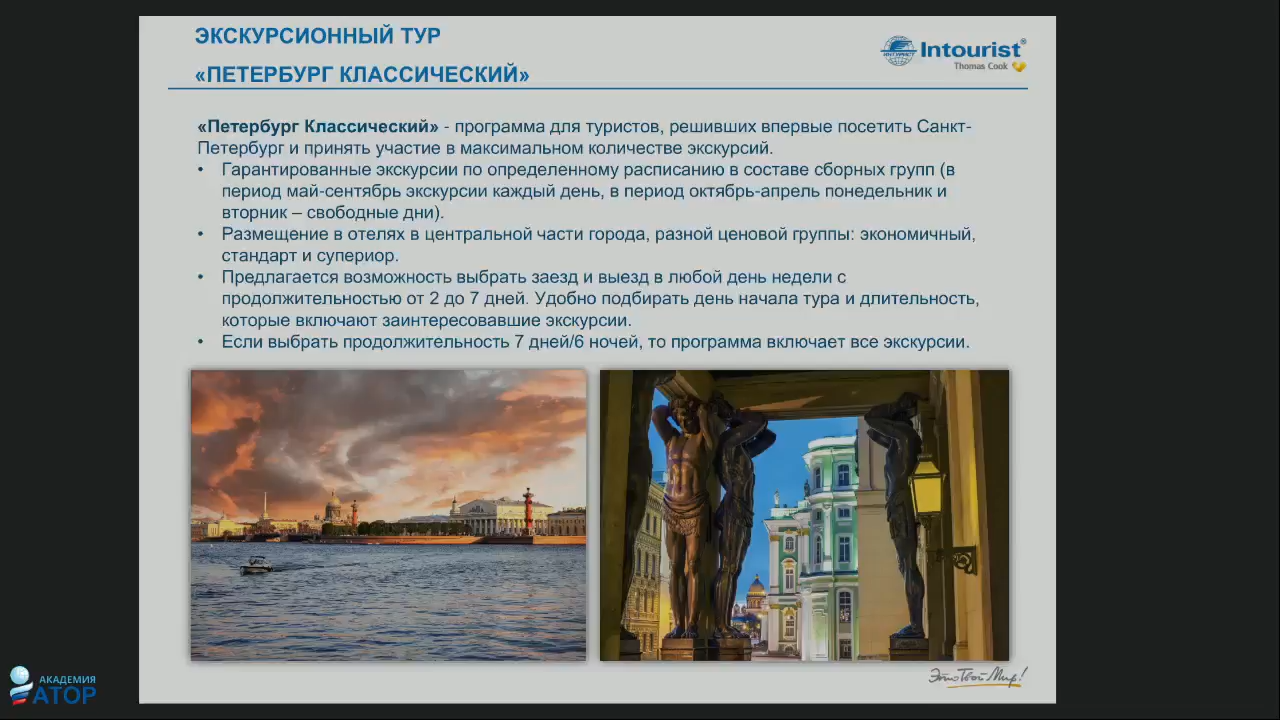 ЭКСКУРСИОННЫЙ ТУР
«ПЕТЕРБУРГ КЛАССИЧЕСКИЙ»
Intourist®
Thomas Cook
«Петербург Классический» - программа для туристов, решивших впервые посетить Санкт-
Петербург и принять участие в максимальном количестве экскурсий.
• Гарантированные экскурсии по определенному расписанию в составе сборных групп (в
период май-сентябрь экскурсии каждый день, в период октябрь-апрель понедельник и
вторник – свободные дни).
• Размещение в отелях в центральной части города, разной ценовой группы: экономичный,
стандарт и супериор.
• Предлагается возможность выбрать заезд и выезд в любой день недели с
продолжительностью от 2 до 7 дней. Удобно подбирать день начала тура и длительность,
которые включают заинтересовавшие экскурсии.
• Если выбрать продолжительность 7 дней/6 ночей, то программа включает все экскурсии.
Это Твой Мир!
АКАДЕМИЯ
АТОР